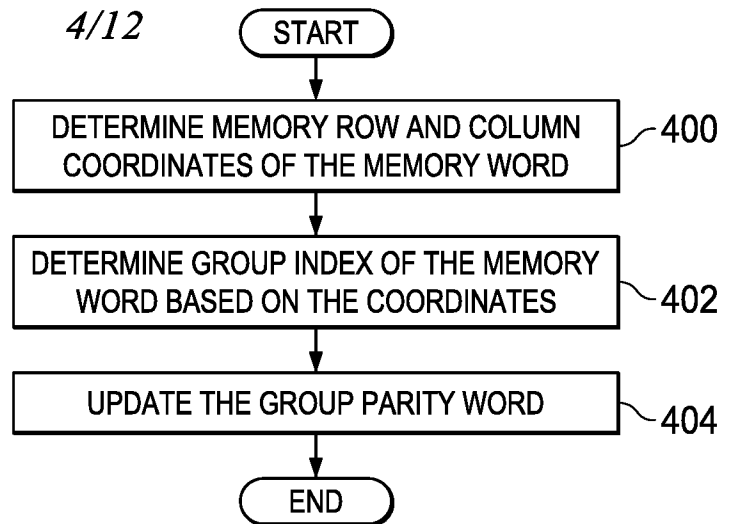 4/12
START
DETERMINE MEMORY ROW AND COLUMN
COORDINATES OF THE MEMORY WORD
400
DETERMINE GROUP INDEX OF THE MEMORY
WORD BASED ON THE COORDINATES
402
UPDATE THE GROUP PARITY WORD
404
END